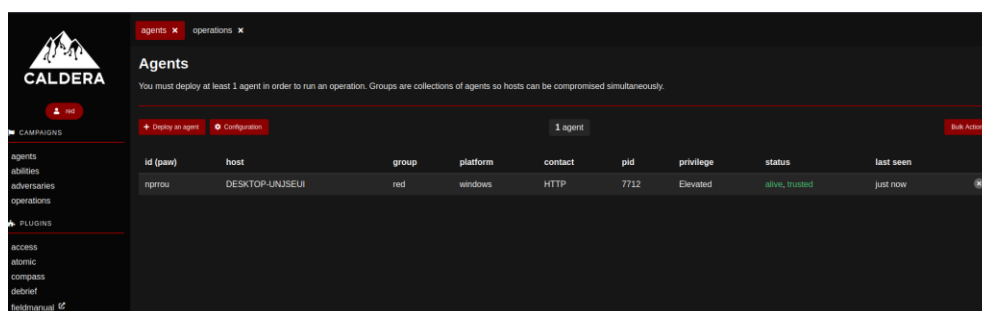 agents ✖ operations ✖
CALDERA
red
CAMPAIGNS
agents
abilities
adversaries
operations
PLUGINS
access
atomic
compass
debrief
fieldmanual
Agents
You must deploy at least 1 agent in order to run an operation. Groups are collections of agents so hosts can be compromised simultaneously.
+ Deploy an agent Configuration 1 agent Bulk Action
id (paw) host group platform contact pid privilege status last seen
nprrou DESKTOP-UNJSEUI red windows HTTP 7712 Elevated alive, trusted just now